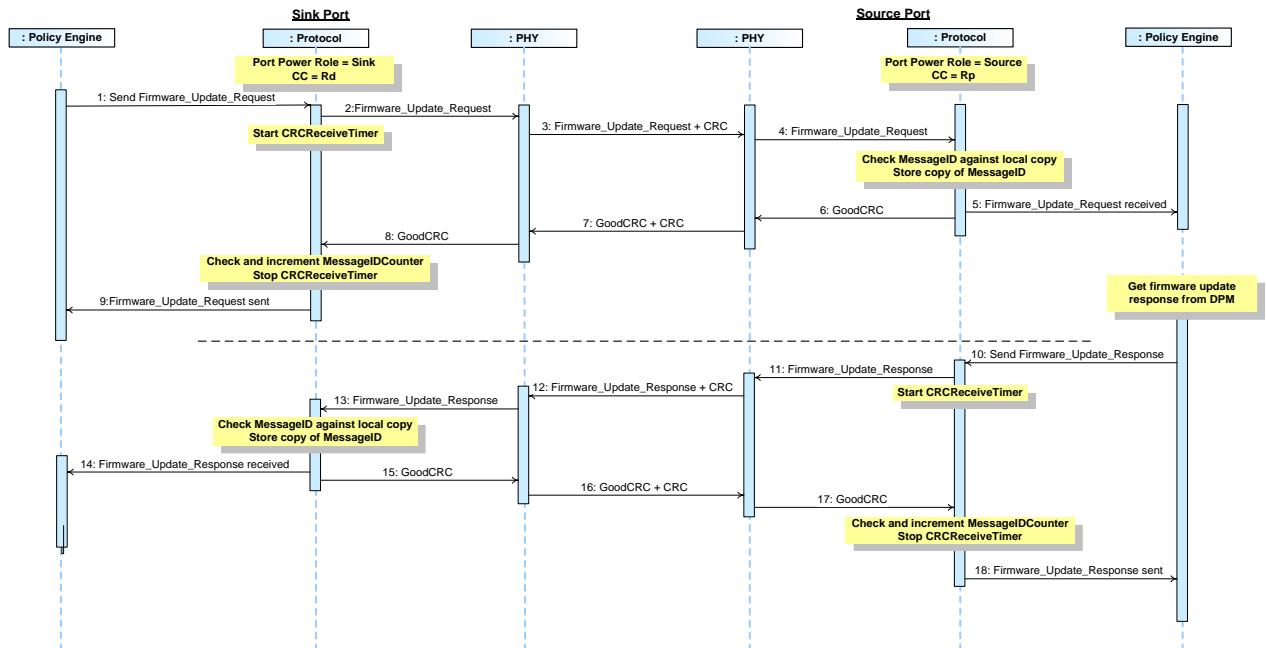 Sink Port
Source Port
: Policy Engine
: Protocol
: PHY
: PHY
: Protocol
: Policy Engine
Port Power Role = Sink
CC = Rd
Port Power Role = Source
CC = Rp
1: Send Firmware_Update_Request
2:Firmware_Update_Request
3: Firmware_Update_Request + CRC
4: Firmware_Update_Request
Start CRCReceiveTimer
Check MessageID against local copy
Store copy of MessageID
5: Firmware_Update_Request received
6: GoodCRC
7: GoodCRC + CRC
8: GoodCRC
Check and increment MessageIDCounter
Stop CRCReceiveTimer
9:Firmware_Update_Request sent
Get firmware update
response from DPM
10: Send Firmware_Update_Response
11: Firmware_Update_Response
Start CRCReceiveTimer
12: Firmware_Update_Response + CRC
13: Firmware_Update_Response
Check MessageID against local copy
Store copy of MessageID
14: Firmware_Update_Response received
15: GoodCRC
16: GoodCRC + CRC
17: GoodCRC
Check and increment MessageIDCounter
Stop CRCReceiveTimer
18: Firmware_Update_Response sent